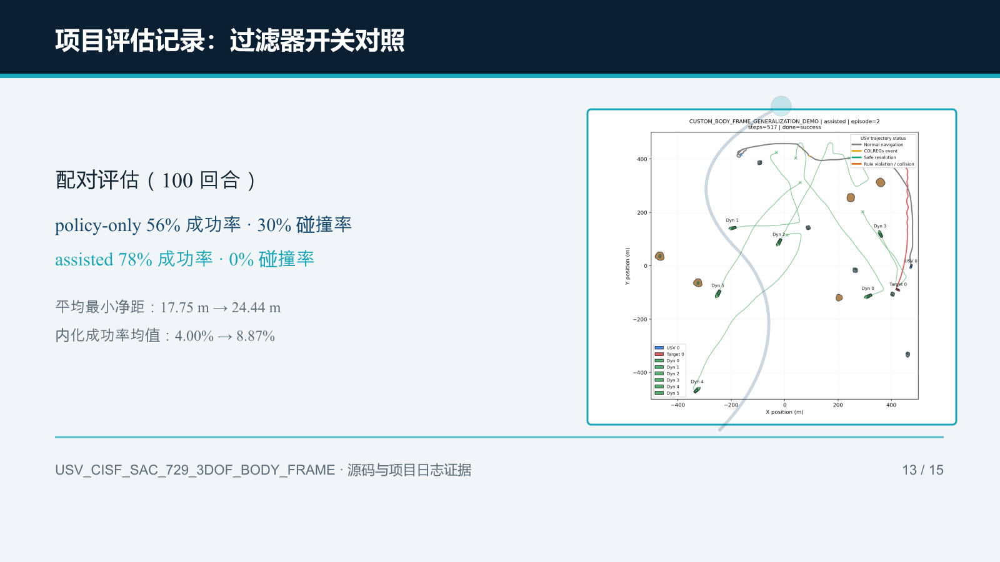 项目评估记录：过滤器开关对照
配对评估（100 回合）
policy-only 56% 成功率 · 30% 碰撞率
assisted 78% 成功率 · 0% 碰撞率
平均最小净距：17.75 m → 24.44 m
内化成功率均值：4.00% → 8.87%
CUSTOM_BODY_FRAME_GENERALIZATION_DEMO | assisted | episode=2
steps=517 | done=success
USV trajectory status
Normal navigation
COLREGs event
Safe resolution
Rule violation / collision
400
200
0
−200
−400
Y position (m)
Dyn 1
Dyn 2
Dyn 3
USV 0
Target 0
Dyn 0
Dyn 5
Dyn 4
USV 0
Target 0
Dyn 0
Dyn 1
Dyn 2
Dyn 3
Dyn 4
Dyn 5
−400
−200
0
200
400
X position (m)
USV_CISF_SAC_729_3DOF_BODY_FRAME · 源码与项目日志证据
13 / 15